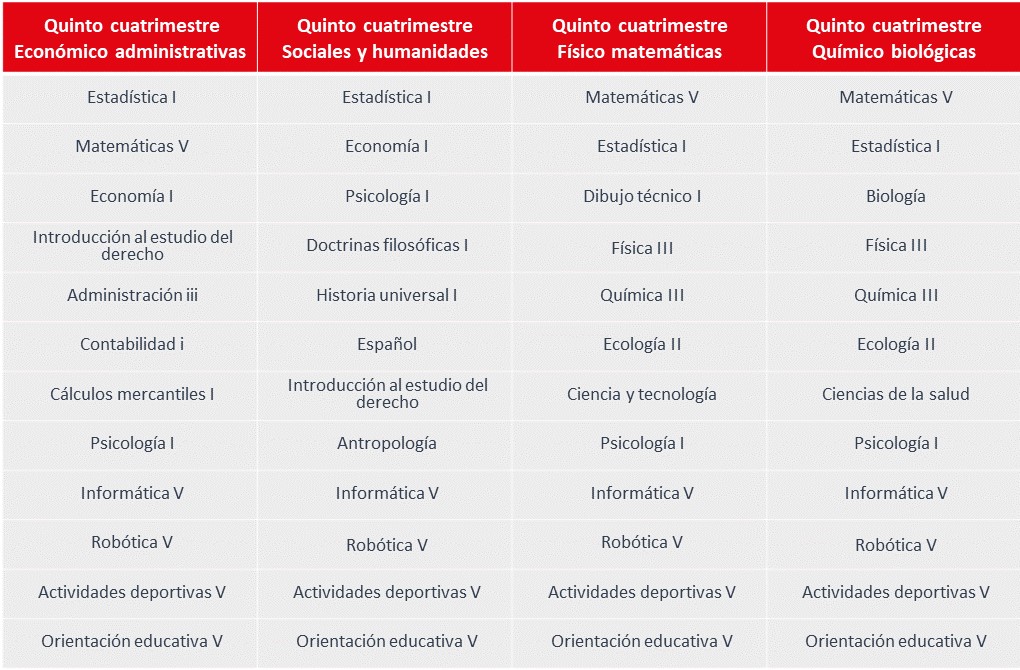 Quinto cuatrimestre
Económico administrativas
Quinto cuatrimestre
Sociales y humanidades
Quinto cuatrimestre
Físico matemáticas
Quinto cuatrimestre
Químico biológicas
Estadística I
Estadística I
Matemáticas V
Matemáticas V
Matemáticas V
Economía I
Estadística I
Estadística I
Economía I
Psicología I
Dibujo técnico I
Biología
Introducción al estudio del
derecho
Doctrinas filosóficas I
Física III
Física III
Administración iii
Historia universal I
Química III
Química III
Contabilidad i
Español
Ecología II
Ecología II
Cálculos mercantiles I
Introducción al estudio del
derecho
Ciencia y tecnología
Ciencias de la salud
Psicología I
Antropología
Psicología I
Psicología I
Informática V
Informática V
Informática V
Informática V
Robótica V
Robótica V
Robótica V
Robótica V
Actividades deportivas V
Actividades deportivas V
Actividades deportivas V
Actividades deportivas V
Orientación educativa V
Orientación educativa V
Orientación educativa V
Orientación educativa V